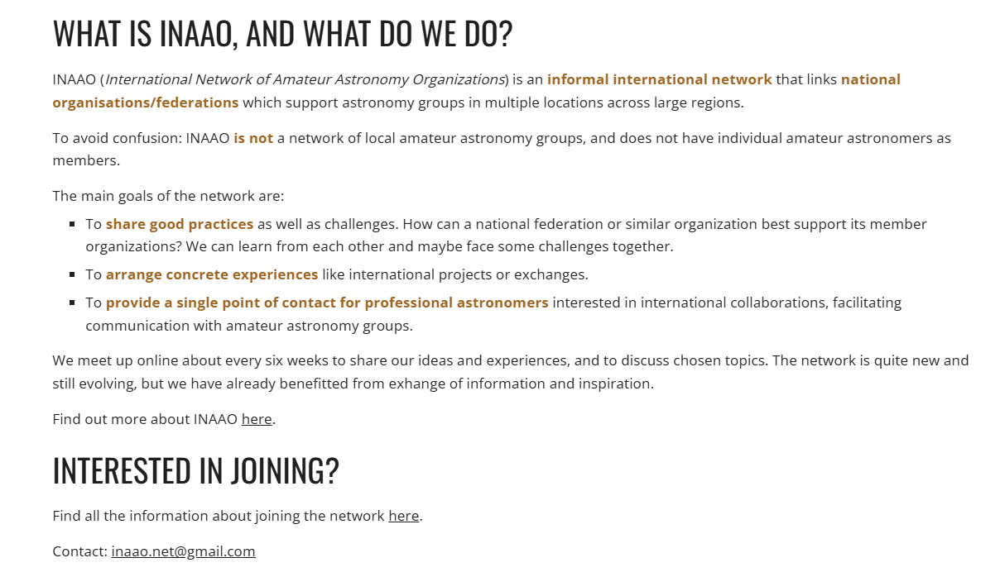 WHAT IS INAAO, AND WHAT DO WE DO?
INAAO (International Network of Amateur Astronomy Organizations) is an informal international network that links national
organisations/federations which support astronomy groups in multiple locations across large regions.
To avoid confusion: INAAO is not a network of local amateur astronomy groups, and does not have individual amateur astronomers as
members.
The main goals of the network are:
▪ To share good practices as well as challenges. How can a national federation or similar organization best support its member
organizations? We can learn from each other and maybe face some challenges together.
▪ To arrange concrete experiences like international projects or exchanges.
▪ To provide a single point of contact for professional astronomers interested in international collaborations, facilitating
communication with amateur astronomy groups.
We meet up online about every six weeks to share our ideas and experiences, and to discuss chosen topics. The network is quite new and
still evolving, but we have already benefitted from exhange of information and inspiration.
Find out more about INAAO here.
INTERESTED IN JOINING?
Find all the information about joining the network here.
Contact: inaao.net@gmail.com